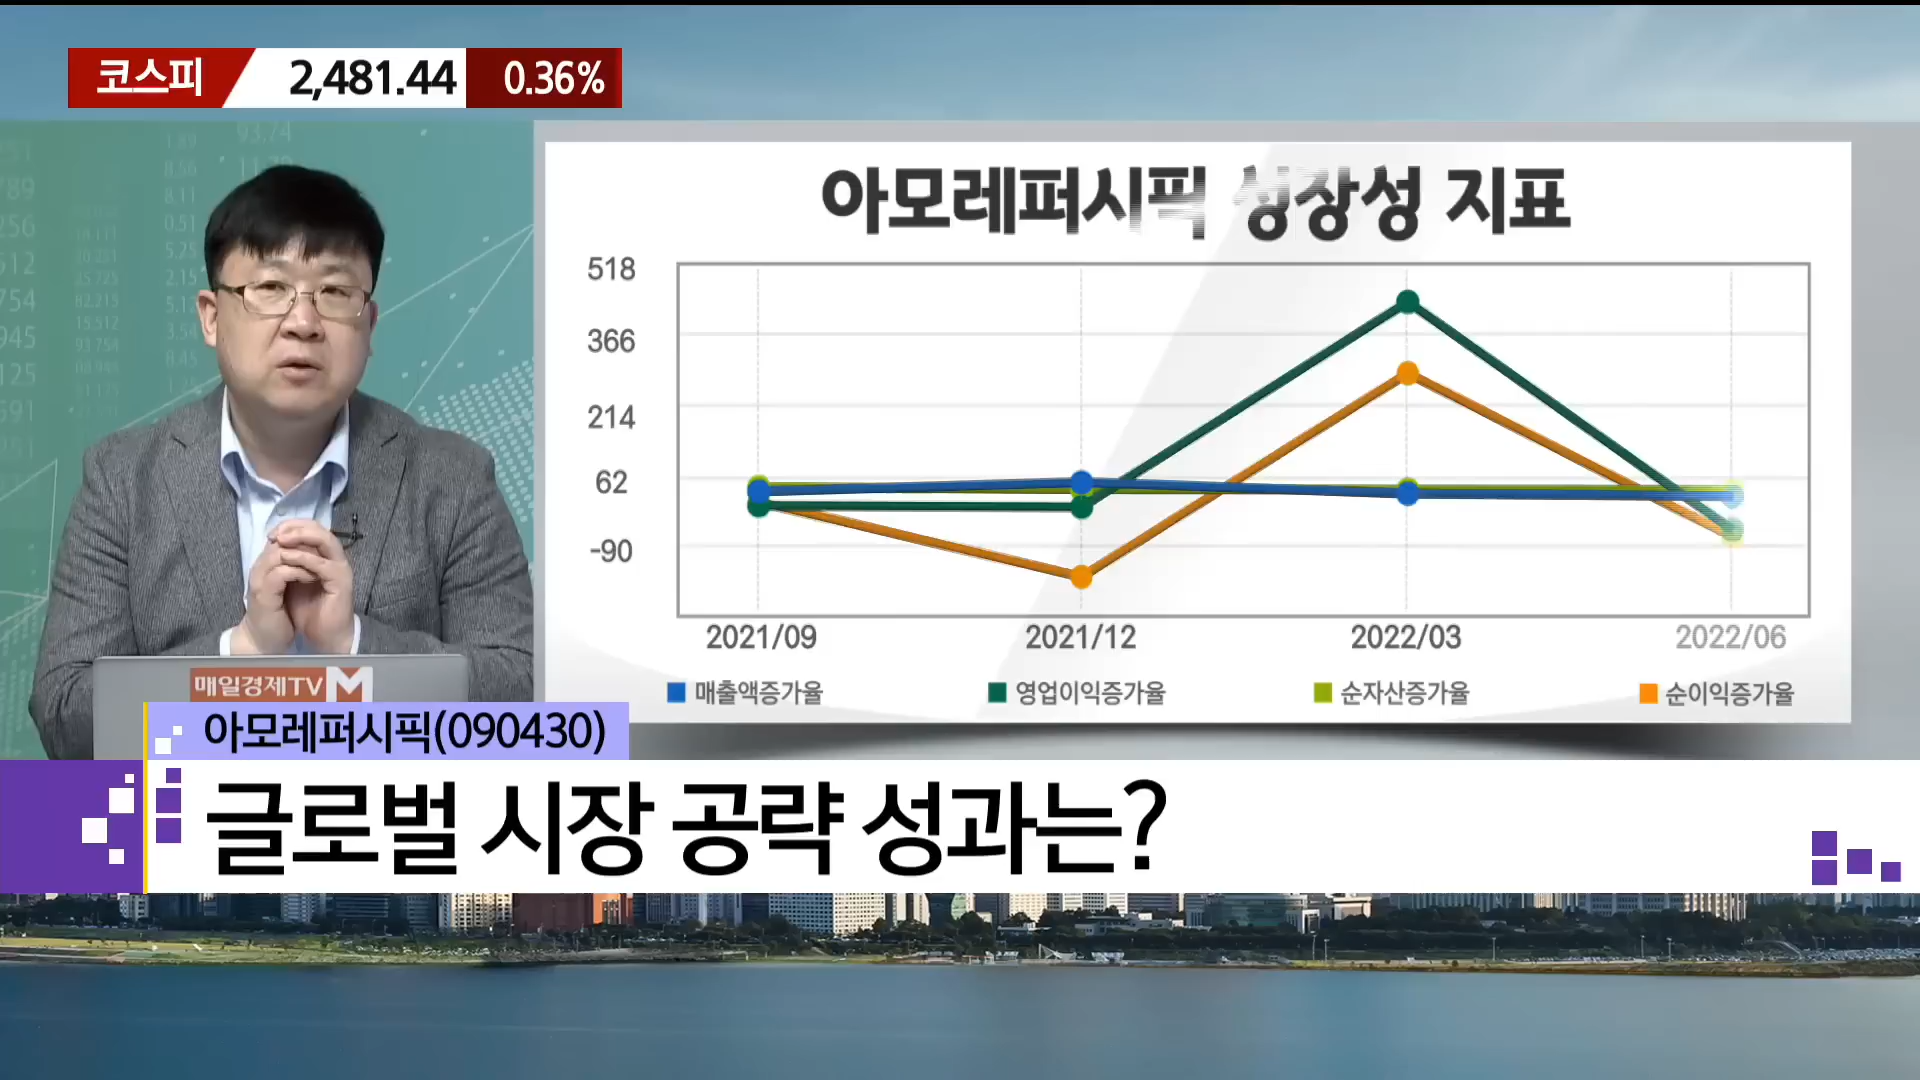 코스피 2,481.44 0.36%
아모레퍼시픽 성장성 지표
518
366
214
62
-90
2021/09 2021/12 2022/03 2022/06
매출액증가율 영업이익증가율 순자산증가율 순이익증가율
매일경제TV M
아모레퍼시픽(090430)
글로벌 시장 공략 성과는?